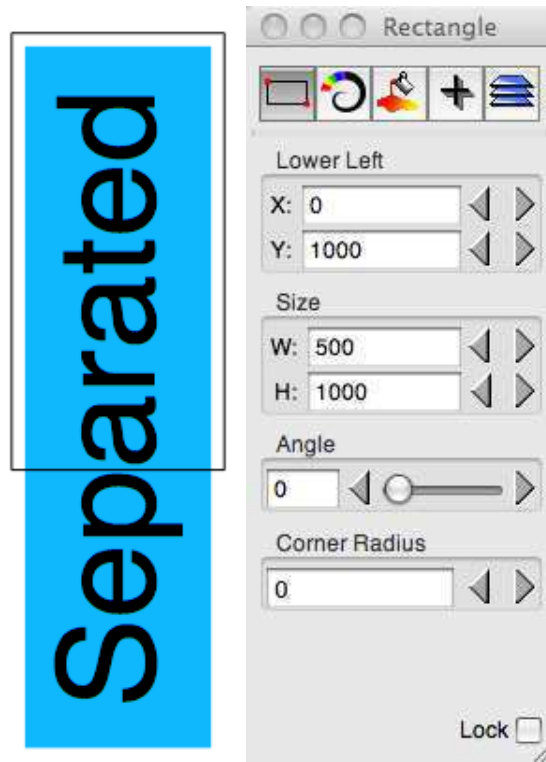 Separated
Rectangle
Lower Left
X: 0
Y: 1000
Size
W: 500
H: 1000
Angle
0
Corner Radius
0
Lock